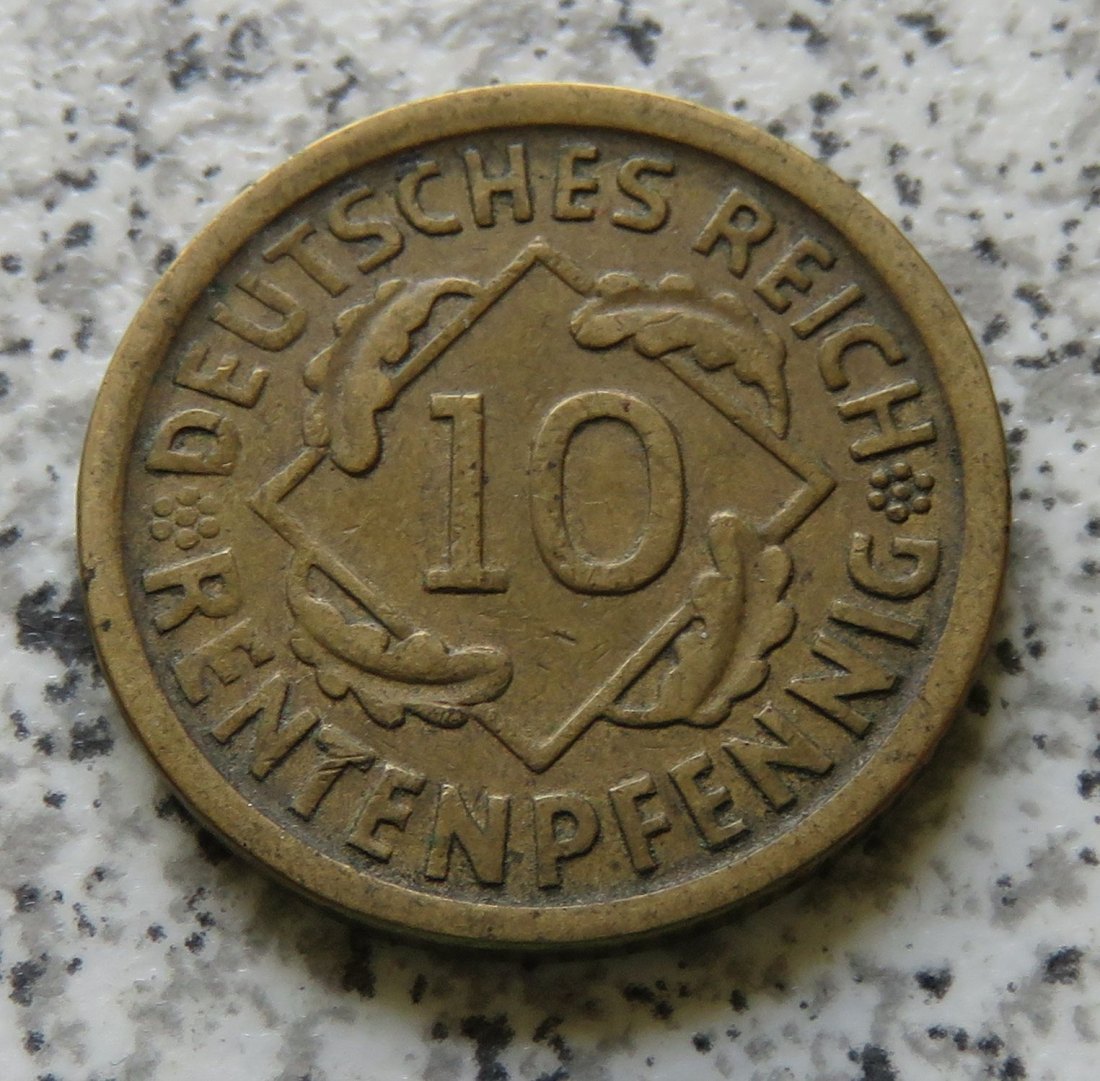 DEUTSCHES REICH
10
RENTENPFENNIG